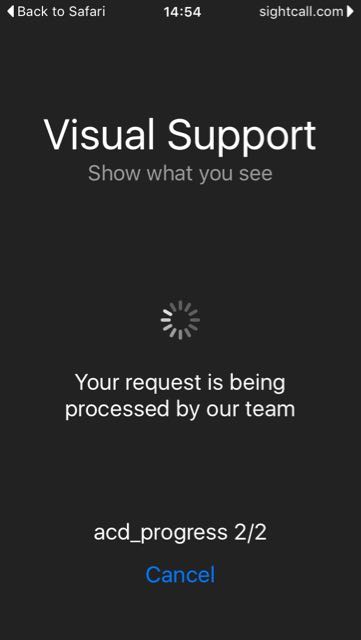 Back to Safari 14:54 sightcall.com
Visual Support
Show what you see
Your request is being
processed by our team
acd_progress 2/2
Cancel